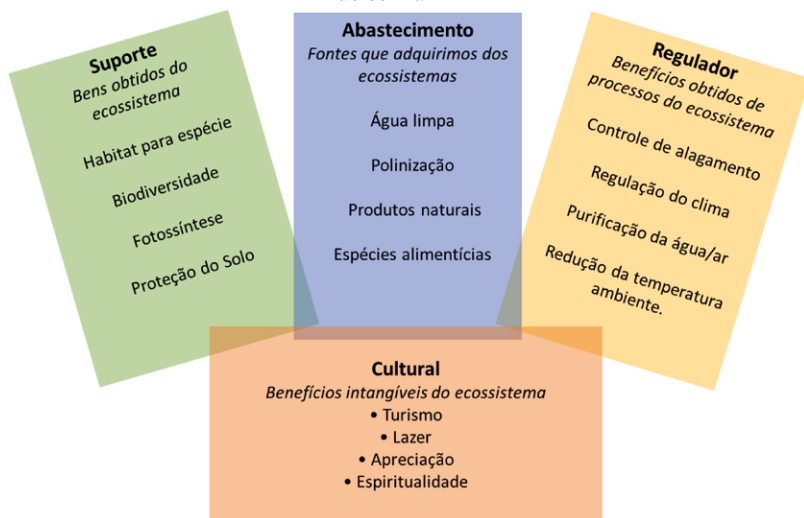 Suporte
Bens obtidos do
ecossistema
Habitat para espécie
Biodiversidade
Fotossíntese
Proteção do Solo
Abastecimento
Fontes que adquirimos dos
ecossistemas
Água limpa
Polinização
Produtos naturais
Espécies alimentícias
Regulador
Benefícios obtidos de
processos do ecossistema
Controle de alagamento
Regulação do clima
Purificação da água/ar
Redução da temperatura
ambiente.
Cultural
Benefícios intangíveis do ecossistema
• Turismo
• Lazer
• Apreciação
• Espiritualidade